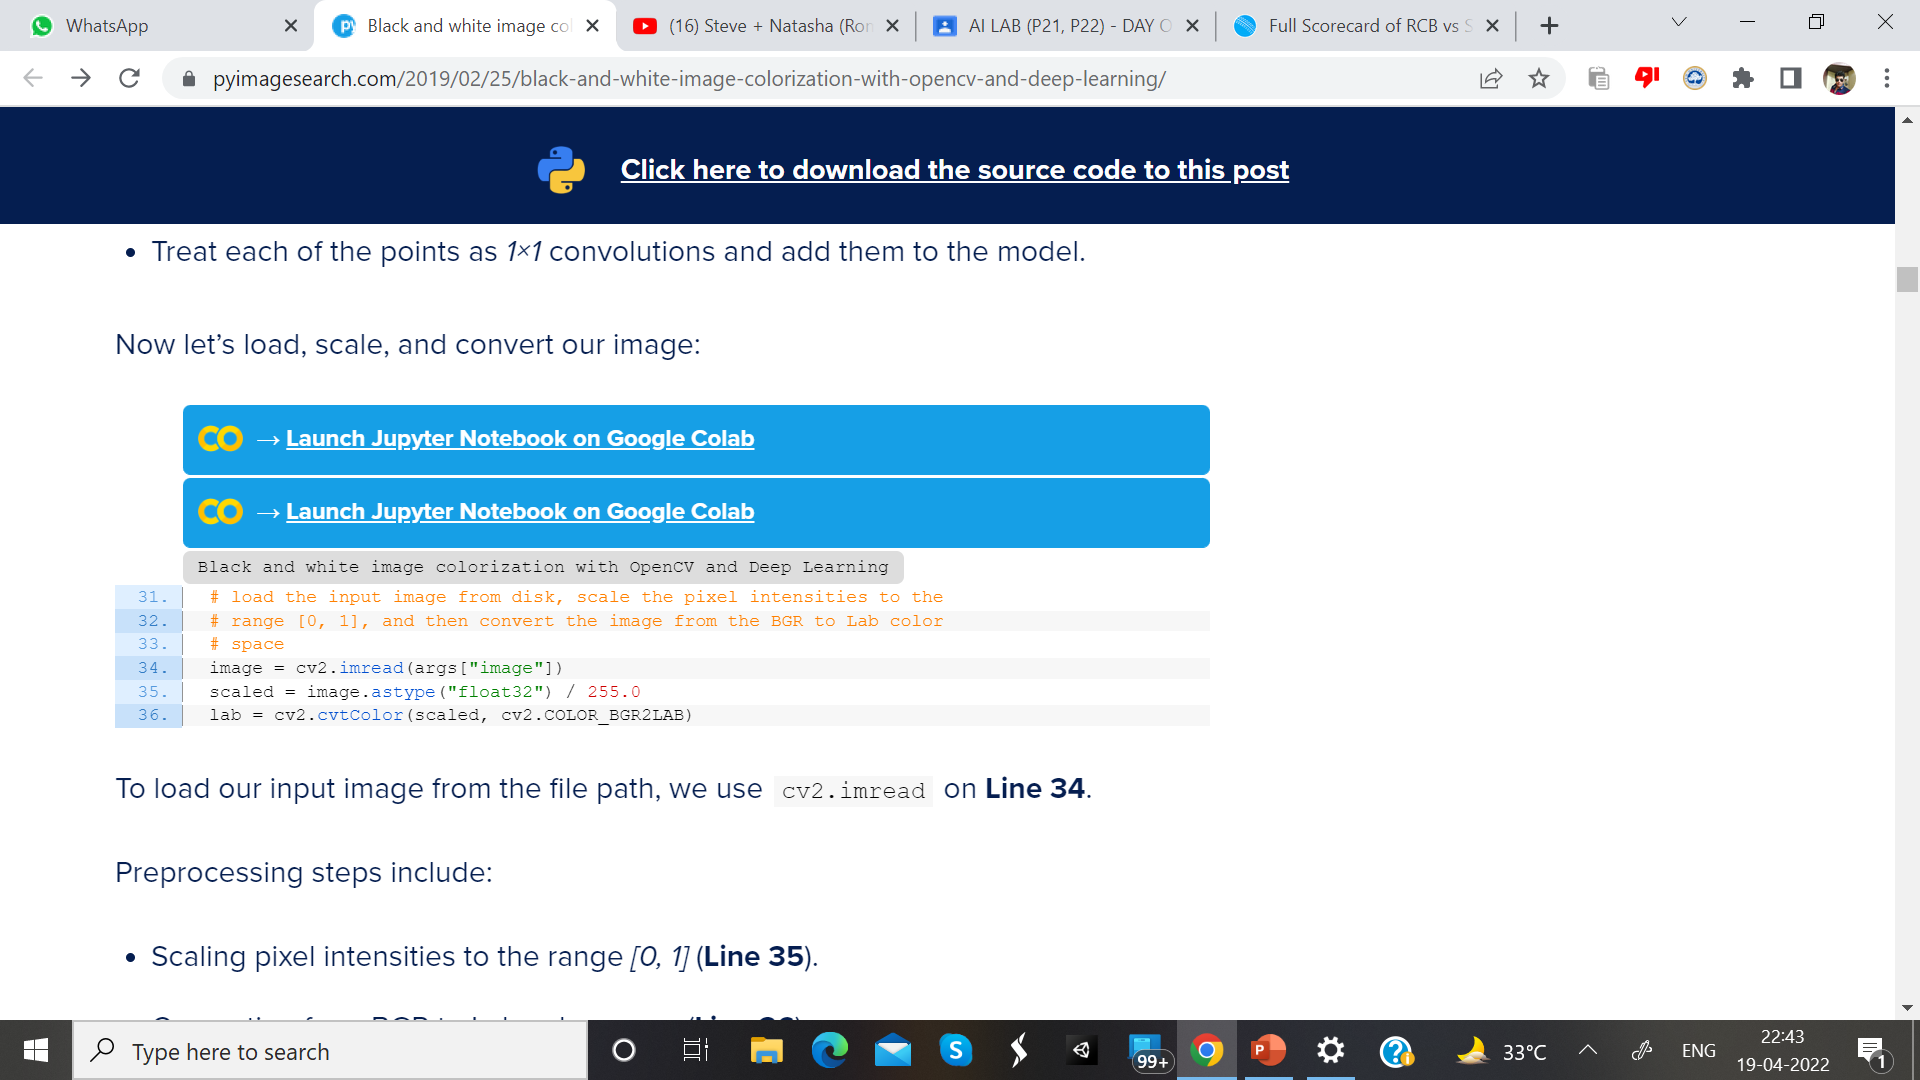 WhatsApp
Black and white image co
(16) Steve + Natasha (Ron
AI LAB (P21, P22) - DAY O
Full Scorecard of RCB vs S
pyimagesearch.com/2019/02/25/black-and-white-image-colorization-with-opencv-and-deep-learning/
Click here to download the source code to this post
• Treat each of the points as 1×1 convolutions and add them to the model.
Now let’s load, scale, and convert our image:
CO → Launch Jupyter Notebook on Google Colab
CO → Launch Jupyter Notebook on Google Colab
Black and white image colorization with OpenCV and Deep Learning
31. # load the input image from disk, scale the pixel intensities to the
32. # range [0, 1], and then convert the image from the BGR to Lab color
33. # space
34. image = cv2.imread(args["image"])
35. scaled = image.astype("float32") / 255.0
36. lab = cv2.cvtColor(scaled, cv2.COLOR_BGR2LAB)
To load our input image from the file path, we use cv2.imread on Line 34.
Preprocessing steps include:
• Scaling pixel intensities to the range [0, 1] (Line 35).
Type here to search
99+
33°C
ENG
22:43
19-04-2022
1